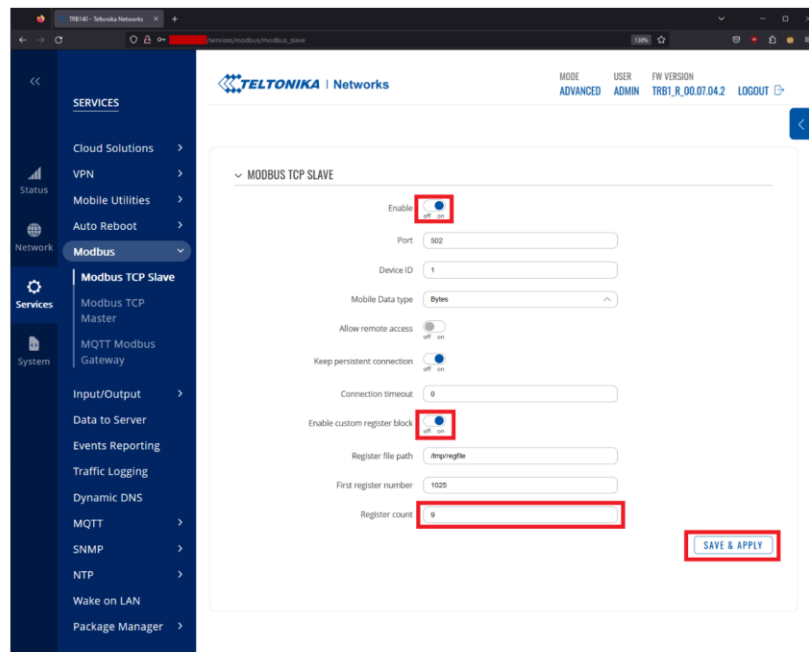 TRB140 - Teltonika Networks
/services/modbus/modbus_slave
130%
TELTONIKA | Networks
MODE USER FW VERSION
ADVANCED ADMIN TRB1_R_00.07.04.2 LOGOUT
SERVICES
Cloud Solutions
VPN
Mobile Utilities
Auto Reboot
Modbus
Modbus TCP Slave
Modbus TCP
Master
MQTT Modbus
Gateway
Input/Output
Data to Server
Events Reporting
Traffic Logging
Dynamic DNS
MQTT
SNMP
NTP
Wake on LAN
Package Manager
Status
Network
Services
System
MODBUS TCP SLAVE
Enable
off on
Port 502
Device ID 1
Mobile Data type Bytes
Allow remote access
off on
Keep persistent connection
off on
Connection timeout 0
Enable custom register block
off on
Register file path /tmp/regfile
First register number 1025
Register count 9
SAVE & APPLY